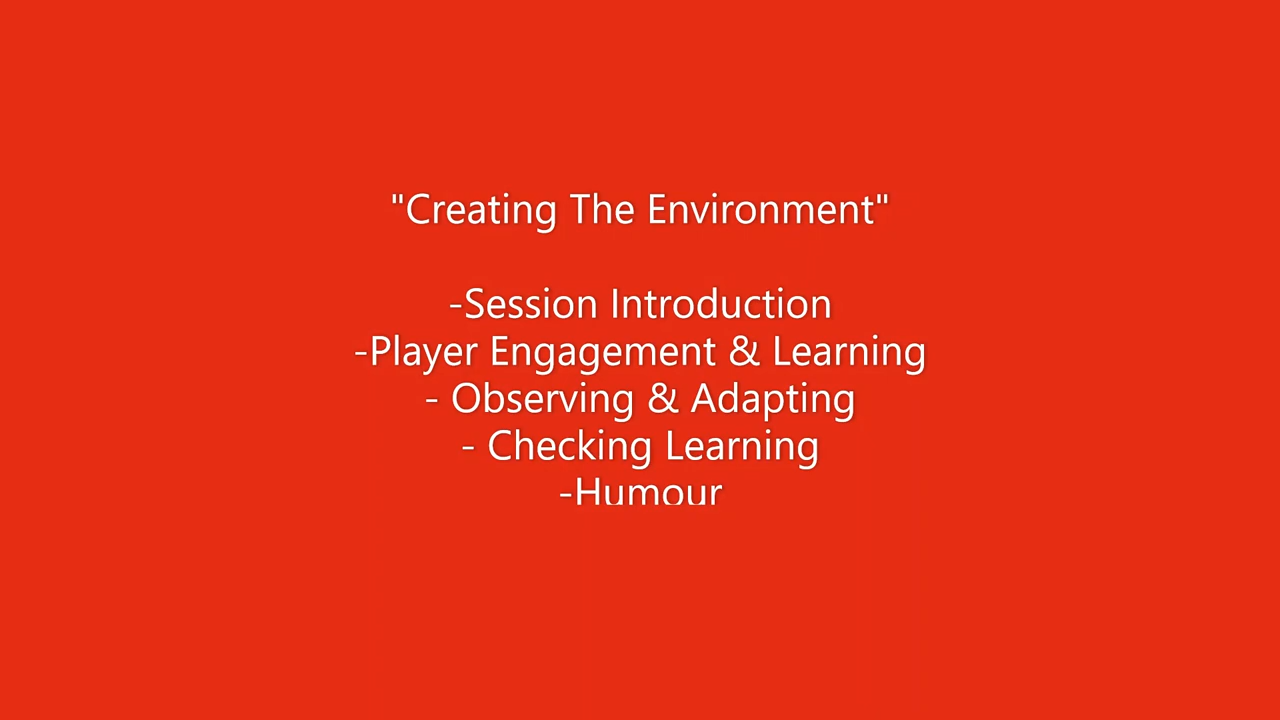 "Creating The Environment"
-Session Introduction
-Player Engagement & Learning
- Observing & Adapting
- Checking Learning
-Humour